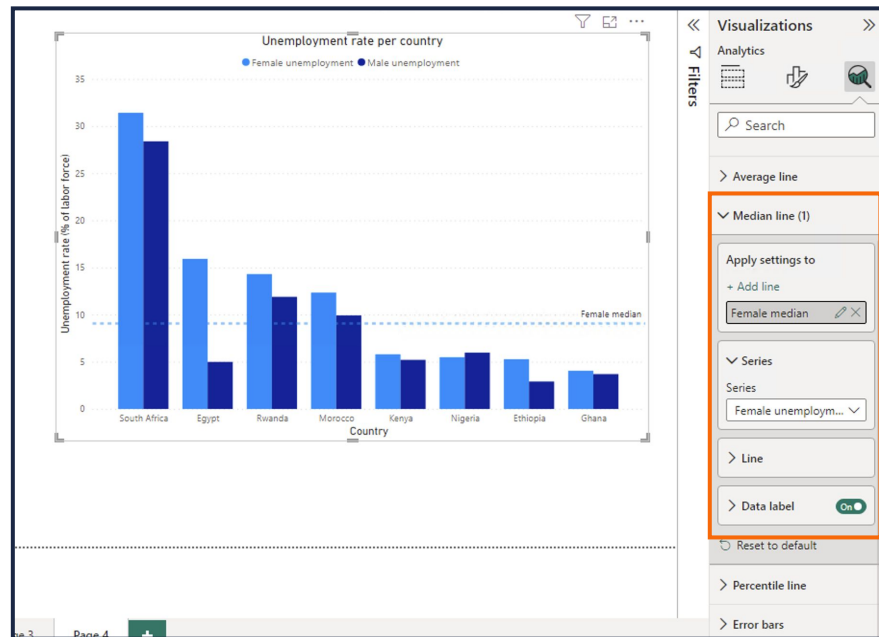 Unemployment rate per country
Female unemployment Male unemployment
Unemployment rate (% of labor force)
35
30
25
20
15
10
5
0
Female median
South Africa Egypt Rwanda Morocco Kenya Nigeria Ethiopia Ghana
Country
Page 4
+
Filters
Visualizations
Analytics
Search
Average line
Median line (1)
Apply settings to
+ Add line
Female median
Series
Series
Female unemploym...
Line
Data label
On
Reset to default
Percentile line
Error bars